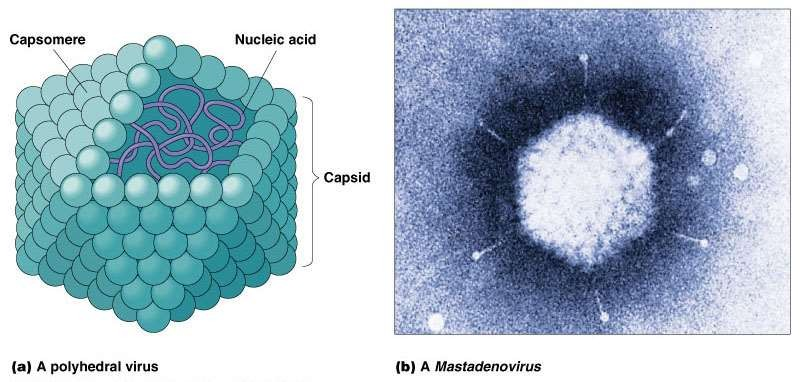 Capsomere
Nucleic acid
Capsid
(a) A polyhedral virus
(b) A Mastadenovirus